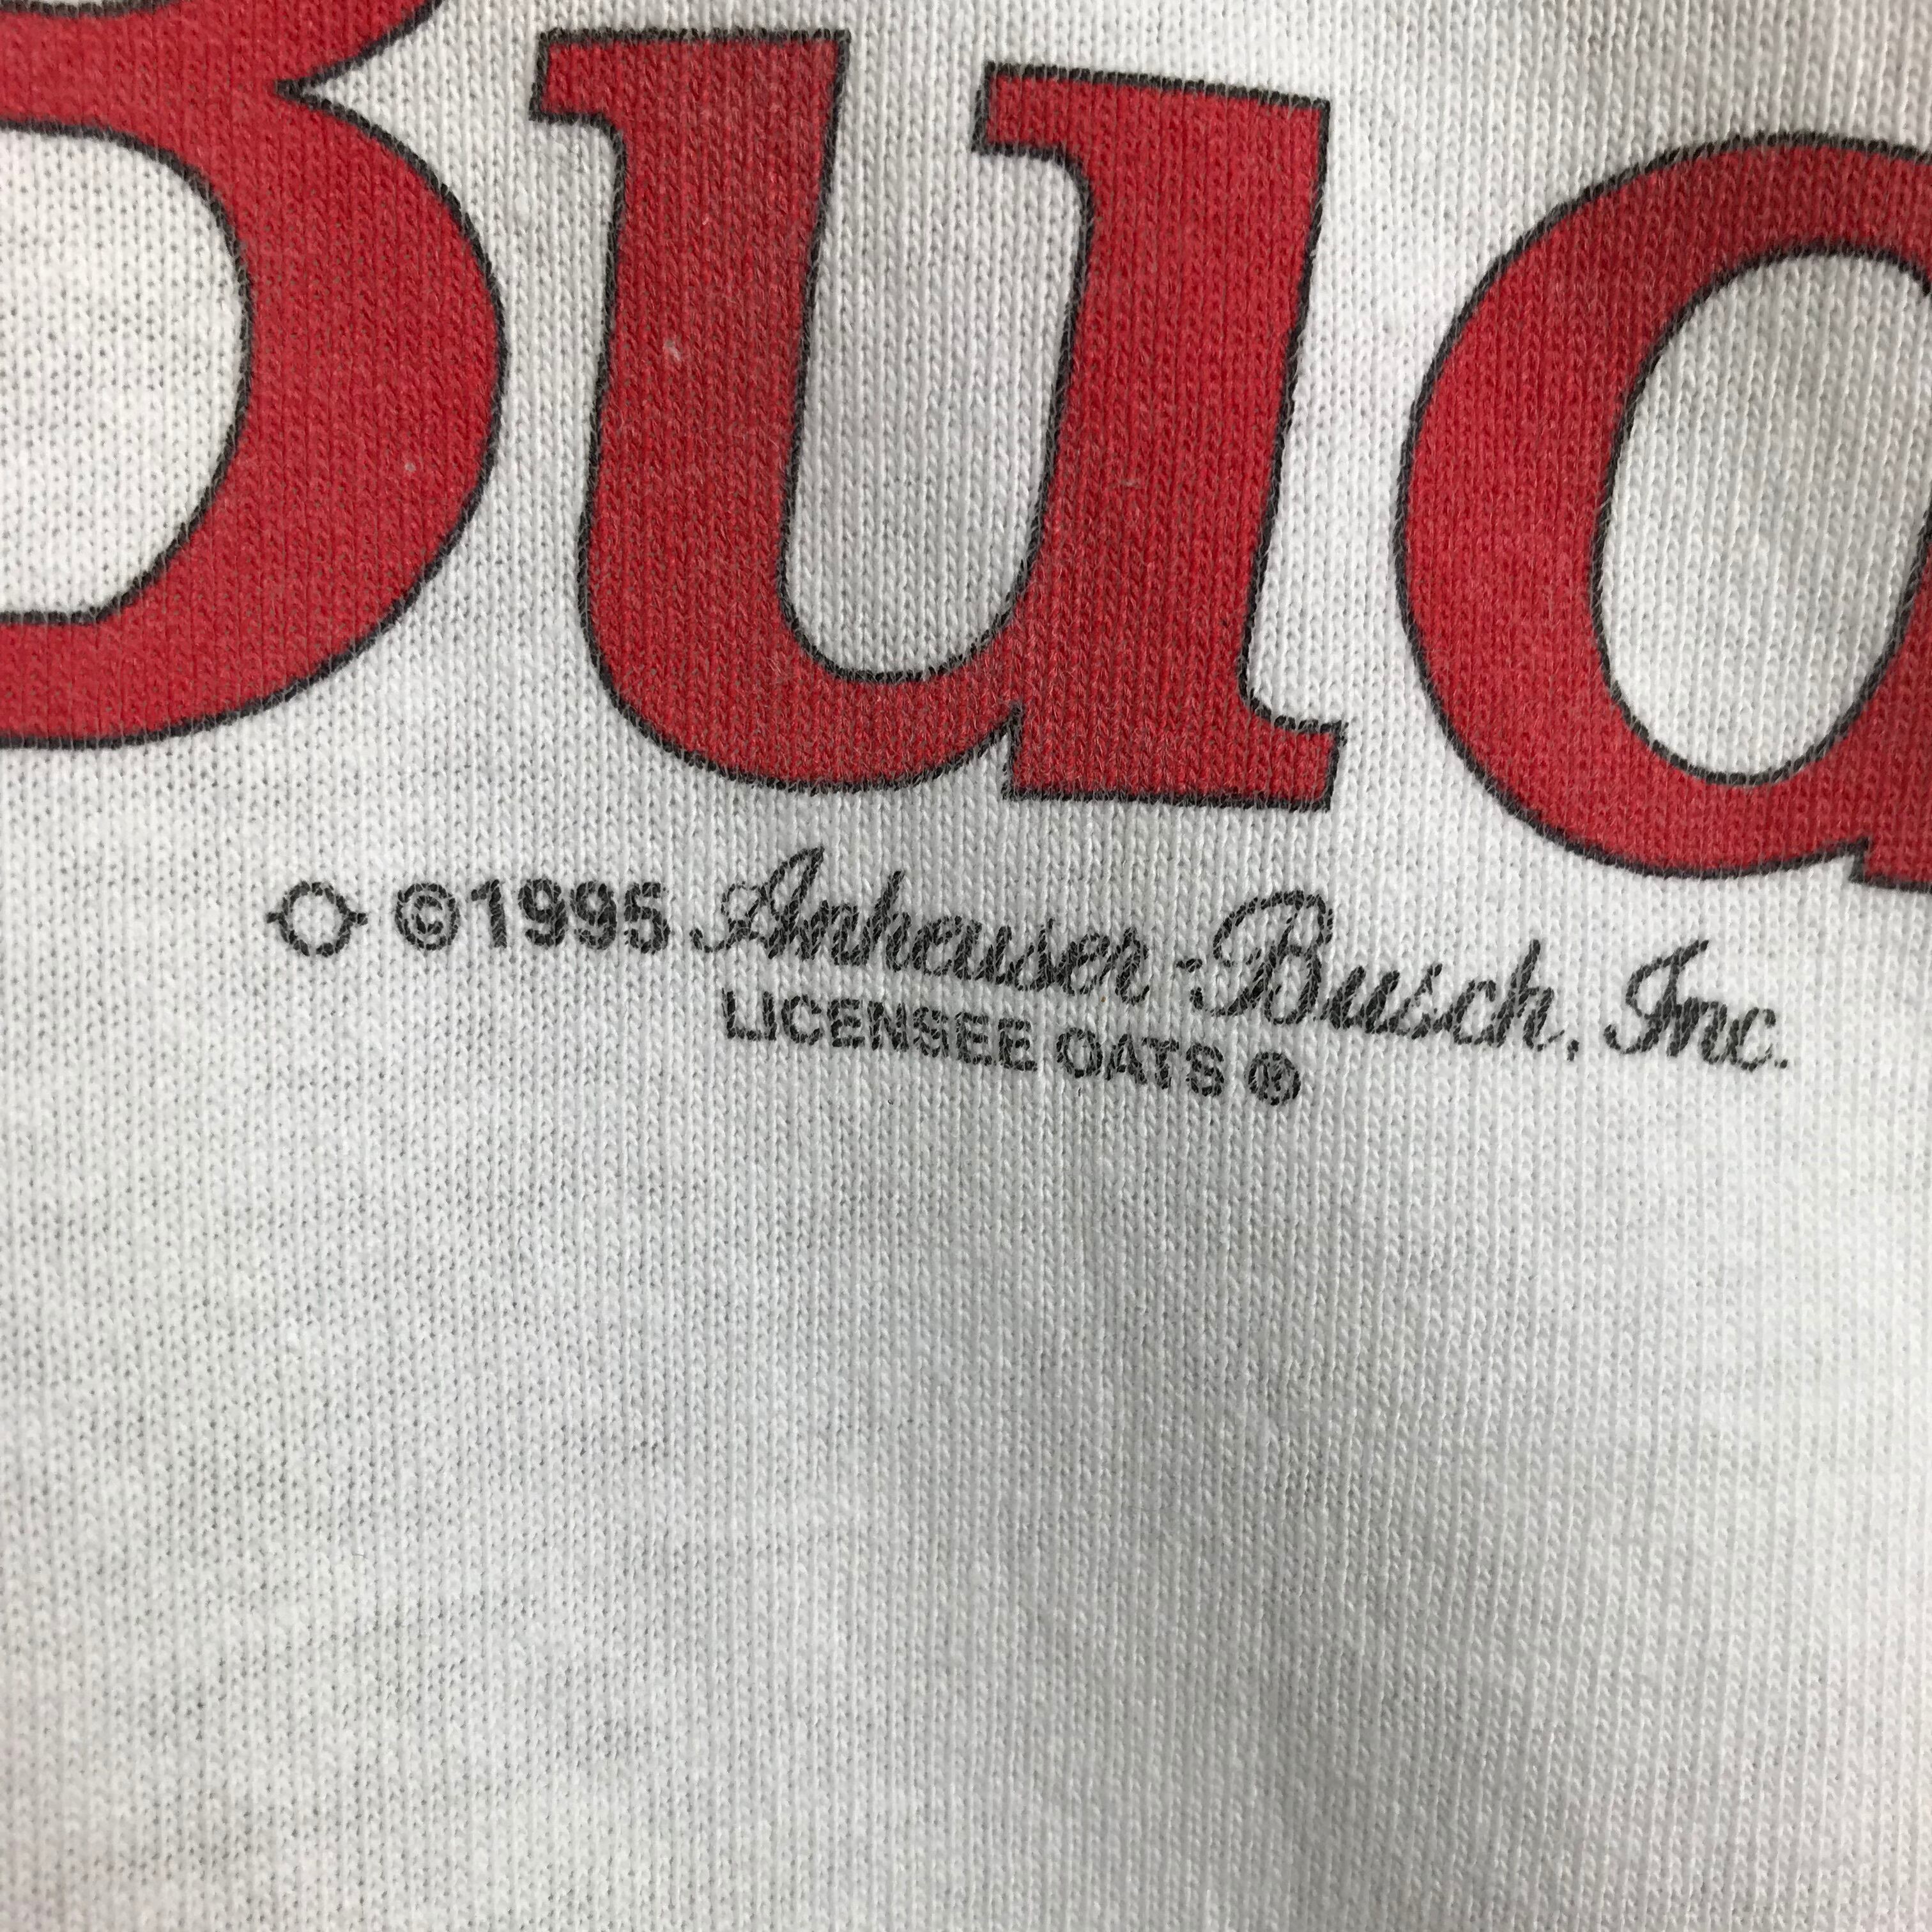 Bud
©1995 Anheuser-Busch, Inc.
LICENSEE OATS ®